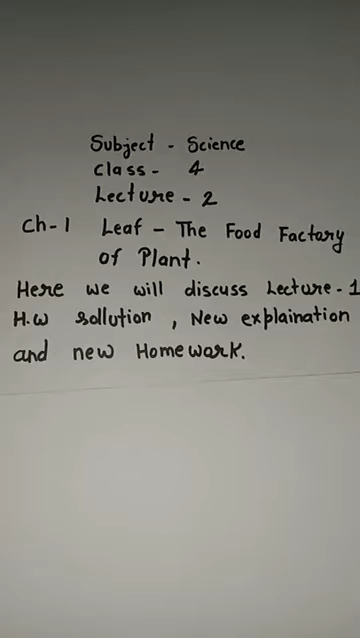 Subject - Science
Class - 4
Lecture - 2
Ch-1 Leaf - The Food Factory
of Plant.
Here we will discuss Lecture-1
H.W sollution, New explaination
and new Homework.